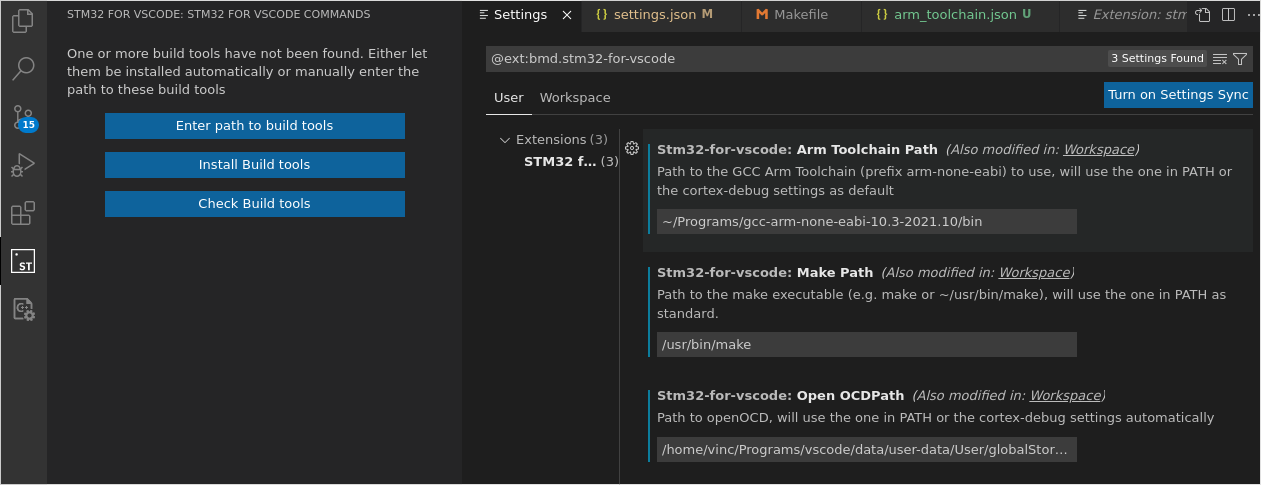 STM32 FOR VSCODE: STM32 FOR VSCODE COMMANDS
One or more build tools have not been found. Either let
them be installed automatically or manually enter the
path to these build tools
Enter path to build tools
Install Build tools
Check Build tools
15
ST
Settings
{} settings.json M
M Makefile
{} arm_toolchain.json U
Extension: stm
@ext:bmd.stm32-for-vscode
3 Settings Found
User Workspace
Turn on Settings Sync
Extensions (3)
STM32 f... (3)
Stm32-for-vscode: Arm Toolchain Path (Also modified in: Workspace)
Path to the GCC Arm Toolchain (prefix arm-none-eabi) to use, will use the one in PATH or
the cortex-debug settings as default
~/Programs/gcc-arm-none-eabi-10.3-2021.10/bin
Stm32-for-vscode: Make Path (Also modified in: Workspace)
Path to the make executable (e.g. make or ~/usr/bin/make), will use the one in PATH as
standard.
/usr/bin/make
Stm32-for-vscode: Open OCDPath (Also modified in: Workspace)
Path to openOCD, will use the one in PATH or the cortex-debug settings automatically
/home/vinc/Programs/vscode/data/user-data/User/globalStor...